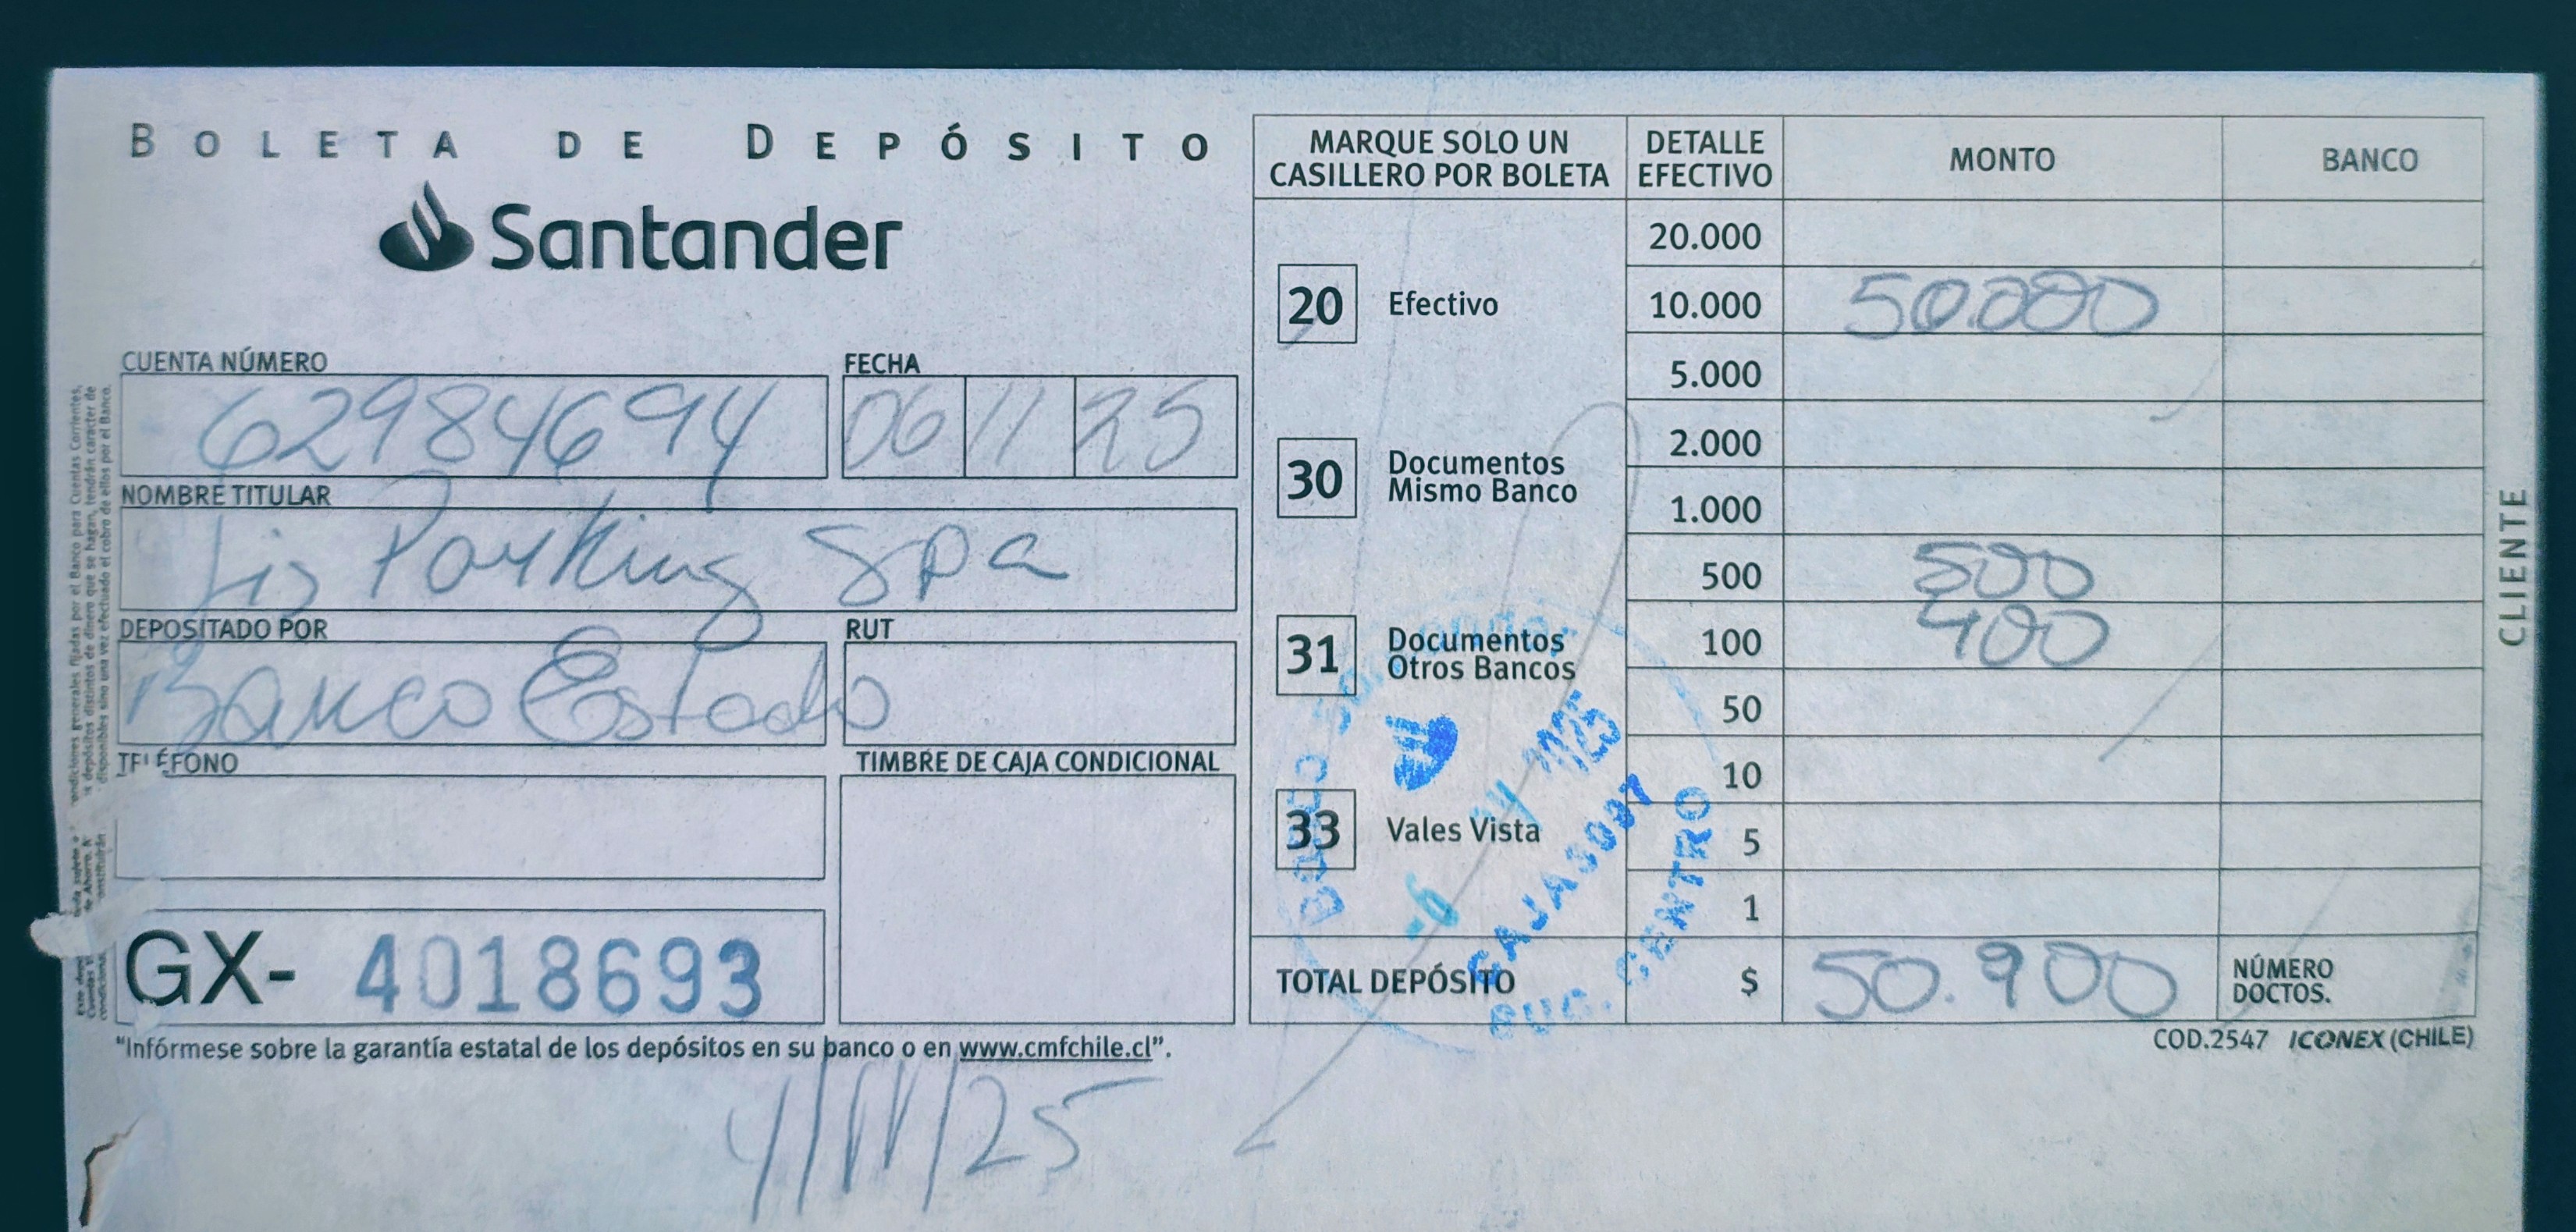 BOLETA DE DEPÓSITO
Santander
CUENTA NÚMERO
62984694
FECHA
06 11 25
NOMBRE TITULAR
Lis Parking Spa
DEPOSITADO POR
Banco Estado
RUT
TELÉFONO
TIMBRE DE CAJA CONDICIONAL
GX- 4018693
"Infórmese sobre la garantía estatal de los depósitos en su banco o en www.cmfchile.cl".
4/11/25
MARQUE SOLO UN CASILLERO POR BOLETA
20 Efectivo
30 Documentos Mismo Banco
31 Documentos Otros Bancos
33 Vales Vista
DETALLE EFECTIVO MONTO BANCO
20.000
10.000 50.000
5.000
2.000
1.000
500 500
100 400
50
10
5
1
TOTAL DEPÓSITO $ 50.900
NÚMERO DOCTOS.
COD.2547 ICONEX (CHILE)
CLIENTE
Banco Santander
SUC. CENTRO